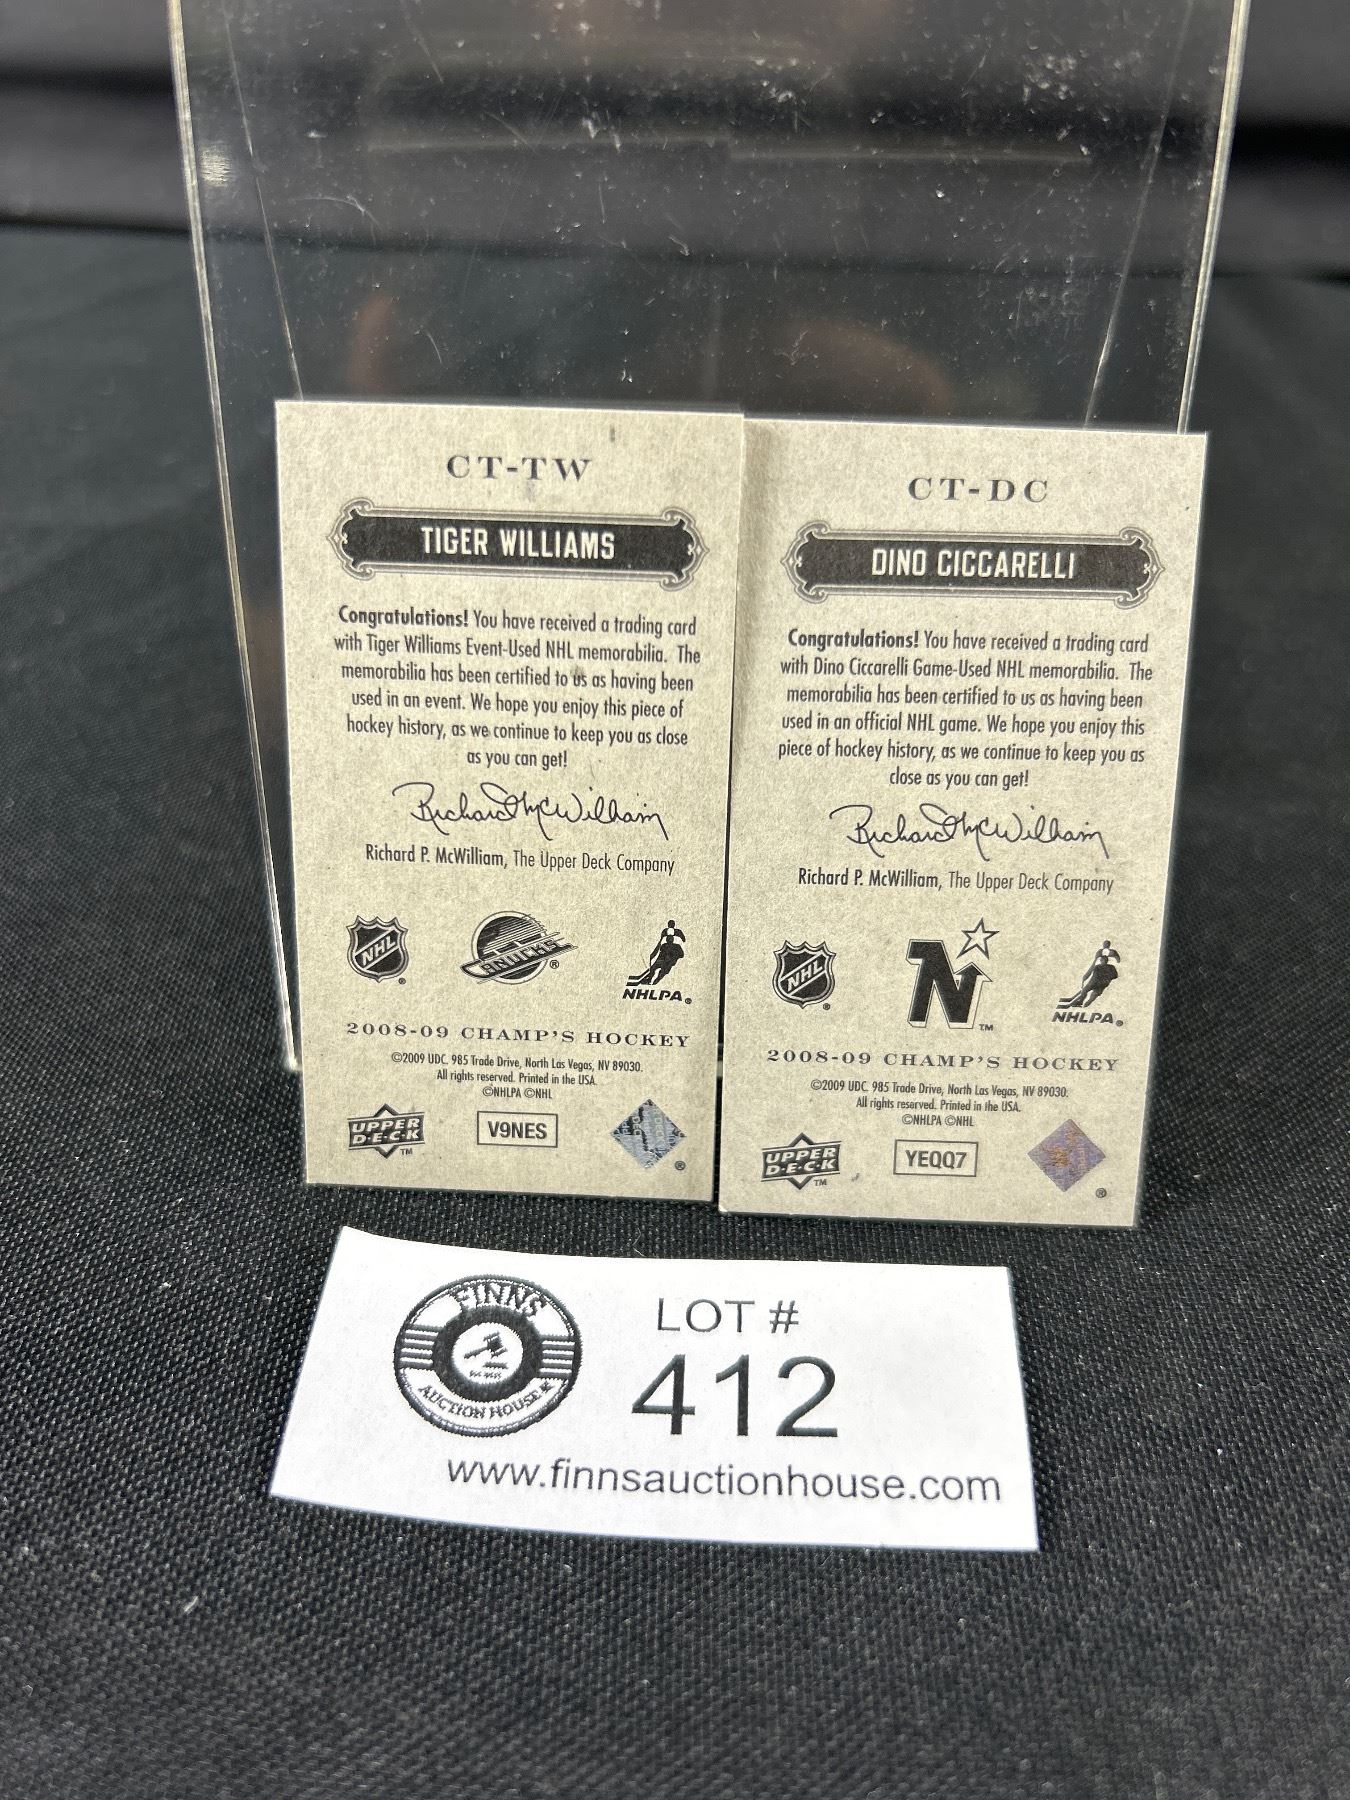 CT-TW
TIGER WILLIAMS
Congratulations! You have received a trading card
with Tiger Williams Event-Used NHL memorabilia. The
memorabilia has been certified to us as having been
used in an event. We hope you enjoy this piece of
hockey history, as we continue to keep you as close
as you can get!
Richard P. McWilliam
Richard P. McWilliam, The Upper Deck Company
NHL
®
CANUCKS
®
NHLPA®
2008-09 CHAMP'S HOCKEY
©2009 UDC. 985 Trade Drive, North Las Vegas, NV 89030.
All rights reserved. Printed in the USA.
©NHLPA ©NHL
UPPER
D·E·C·K
™
V9NES
®
CT-DC
DINO CICCARELLI
Congratulations! You have received a trading card
with Dino Ciccarelli Game-Used NHL memorabilia. The
memorabilia has been certified to us as having been
used in an official NHL game. We hope you enjoy this
piece of hockey history, as we continue to keep you as
close as you can get!
Richard P. McWilliam
Richard P. McWilliam, The Upper Deck Company
NHL
®
N
™
NHLPA®
2008-09 CHAMP'S HOCKEY
©2009 UDC. 985 Trade Drive, North Las Vegas, NV 89030.
All rights reserved. Printed in the USA.
©NHLPA ©NHL
UPPER
D·E·C·K
™
YEQQ7
®
FINNS
AUCTION HOUSE
LOT #
412
www.finnsauctionhouse.com